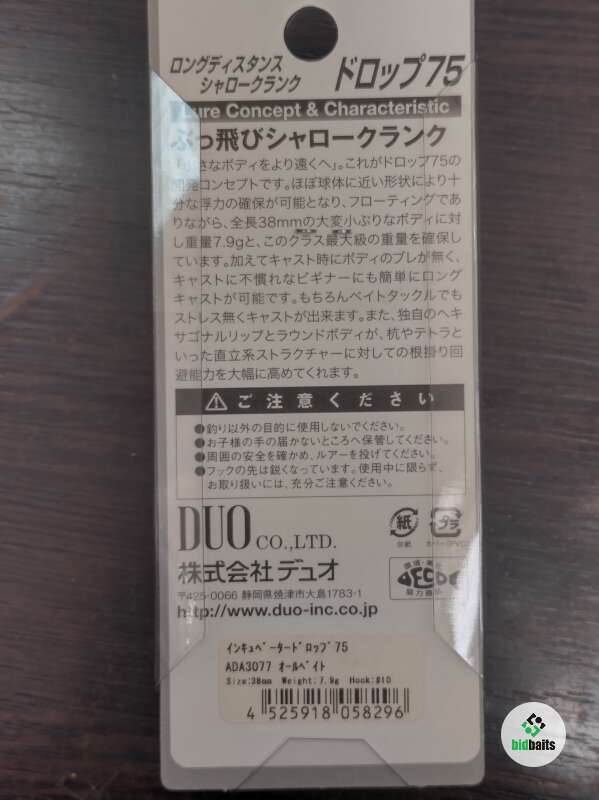 ロングディスタンス
シャロークランク
ドロップ75
Lure Concept & Characteristic
ぶっ飛びシャロークランク
「小さなボディをより遠くへ」。これがドロップ75の
開発コンセプトです。ほぼ球体に近い形状により十
分な浮力の確保が可能となり、フローティングであ
りながら、全長38mmの大変小ぶりなボディに対
し重量7.9gと、このクラス最大級の重量を確保し
ています。加えてキャスト時にボディのブレが無く、
キャストに不慣れなビギナーにも簡単にロング
キャストが可能です。もちろんベイトタックルでも
ストレス無くキャストが出来ます。また、独自のヘキ
サゴナルリップとラウンドボディが、杭やテトラと
いった直立系ストラクチャーに対しての根掛り回
避能力を大幅に高めてくれます。
ご注意ください
●釣り以外の目的に使用しないでください。
●お子様の手の届かないところへ保管してください。
●周囲の安全を確かめ、ルアーを投げてください。
●フックの先は鋭くなっています。使用中に限らず、
お取り扱いには、充分ご注意ください。
DUO CO.,LTD.
株式会社デュオ
〒425-0066 静岡県焼津市大島1783-1
http://www.duo-inc.co.jp
紙
台紙
プラ
インキュベータードロップ75
ADA3077 オールベイト
Size:38mm Weight:7.9g Hook:#10
4 525918 058296
bidbaits